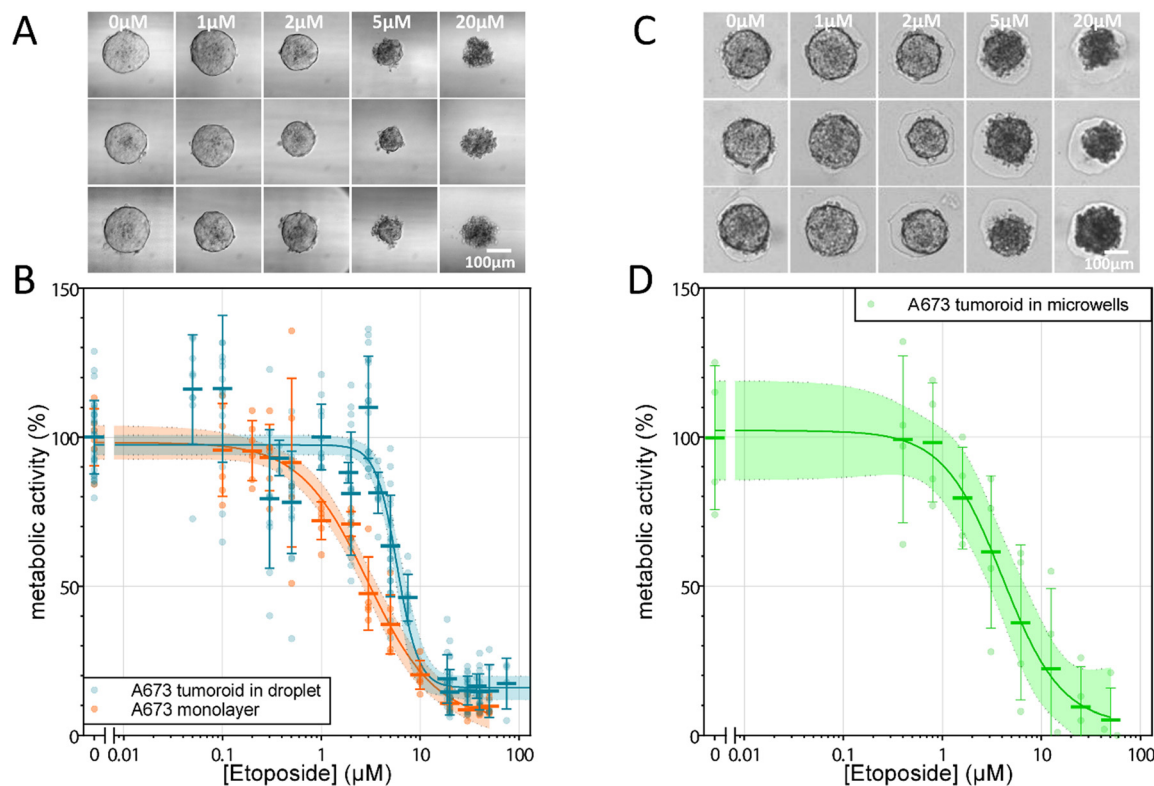 A
0µM 1µM 2µM 5µM 20µM
100µm
C
0µM 1µM 2µM 5µM 20µM
100µm
B
150
100
50
0
metabolic activity (%)
A673 tumoroid in droplet
A673 monolayer
0 0.01 0.1 1 10 100
[Etoposide] (µM)
D
150
100
50
0
metabolic activity (%)
A673 tumoroid in microwells
0 0.01 0.1 1 10 100
[Etoposide] (µM)